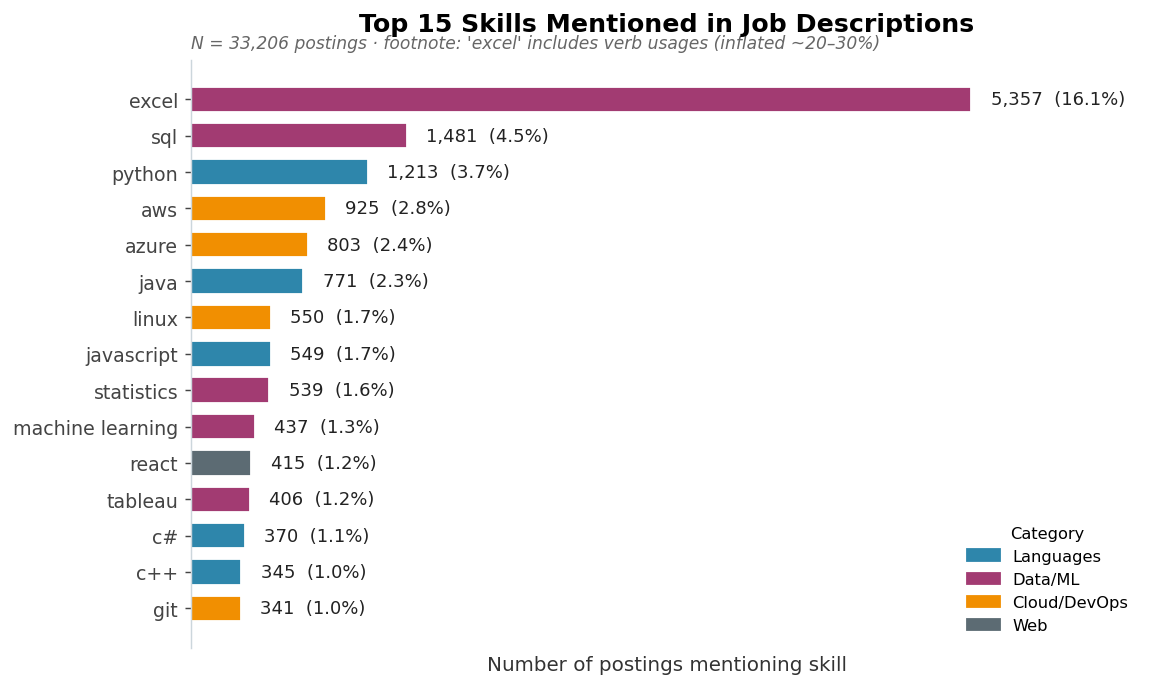 Top 15 Skills Mentioned in Job Descriptions
N = 33,206 postings · footnote: 'excel' includes verb usages (inflated ~20–30%)
excel 5,357 (16.1%)
sql 1,481 (4.5%)
python 1,213 (3.7%)
aws 925 (2.8%)
azure 803 (2.4%)
java 771 (2.3%)
linux 550 (1.7%)
javascript 549 (1.7%)
statistics 539 (1.6%)
machine learning 437 (1.3%)
react 415 (1.2%)
tableau 406 (1.2%)
c# 370 (1.1%)
c++ 345 (1.0%)
git 341 (1.0%)
Category
Languages
Data/ML
Cloud/DevOps
Web
Number of postings mentioning skill